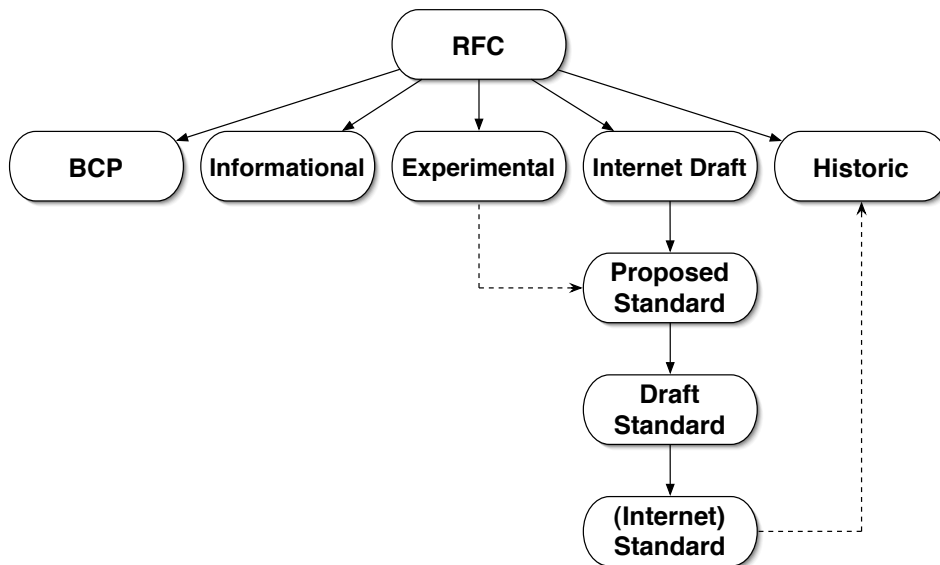 RFC
BCP
Informational
Experimental
Internet Draft
Historic
Proposed
Standard
Draft
Standard
(Internet)
Standard